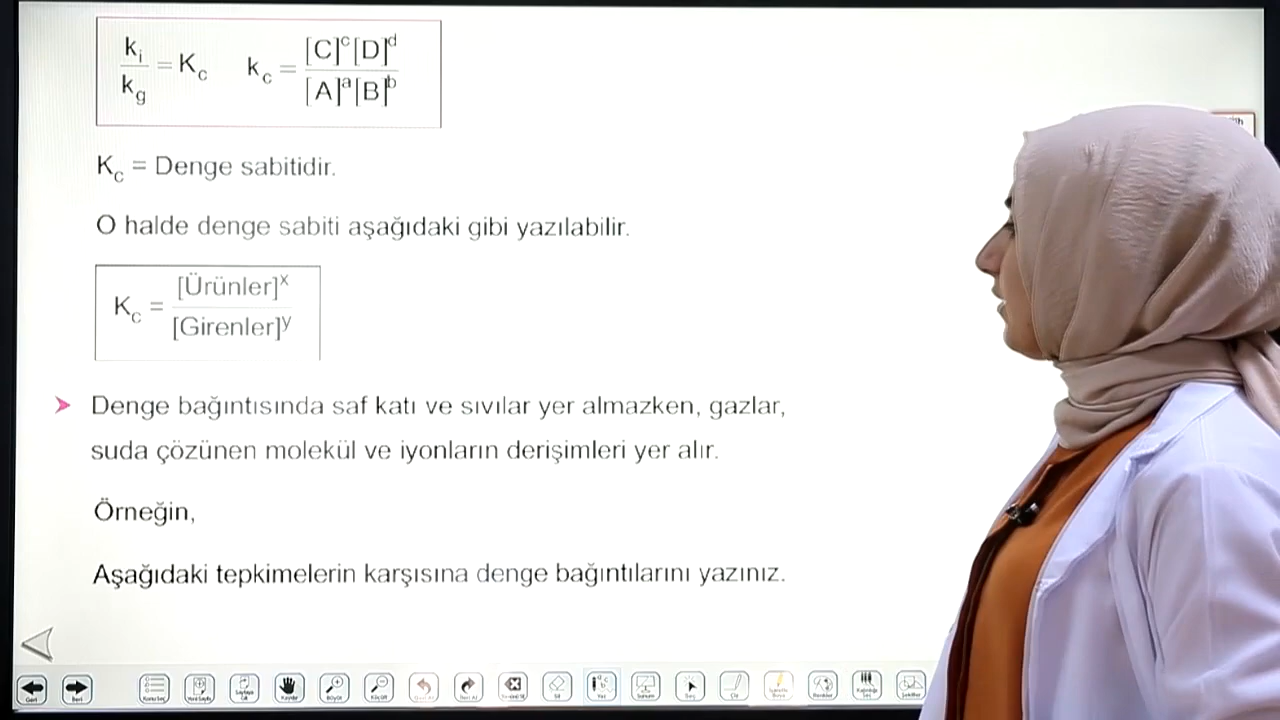 k_i / k_g = K_c    k_c = [C]^c[D]^d / [A]^a[B]^b
K_c = Denge sabitidir.
O halde denge sabiti aşağıdaki gibi yazılabilir.
K_c = [Ürünler]^x / [Girenler]^y
➤ Denge bağıntısında saf katı ve sıvılar yer almazken, gazlar,
suda çözünen molekül ve iyonların derişimleri yer alır.
Örneğin,
Aşağıdaki tepkimelerin karşısına denge bağıntılarını yazınız.
Geri İleri